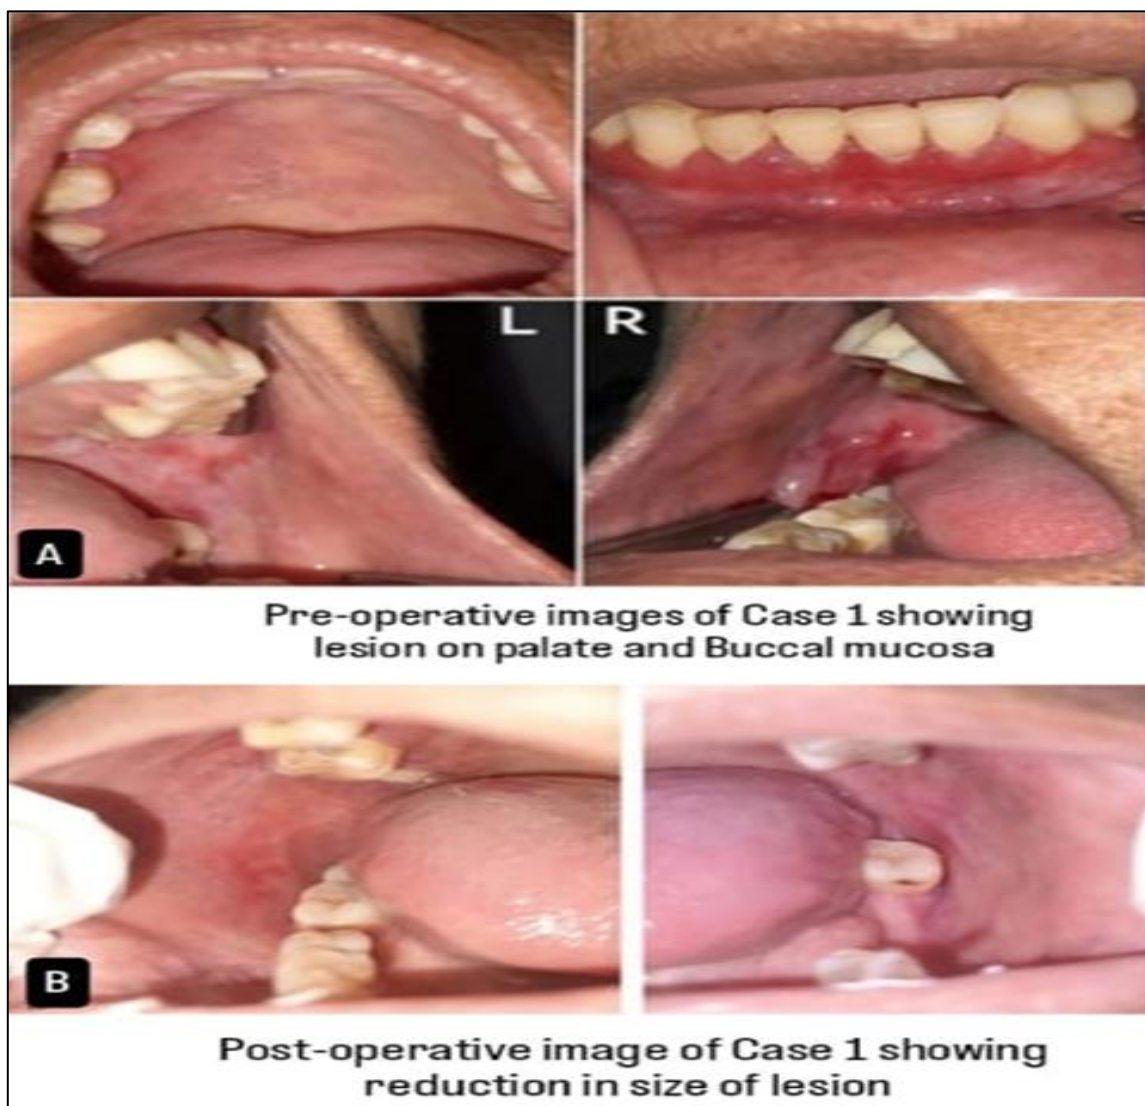 L
R
A
Pre-operative images of Case 1 showing
lesion on palate and Buccal mucosa
B
Post-operative image of Case 1 showing
reduction in size of lesion